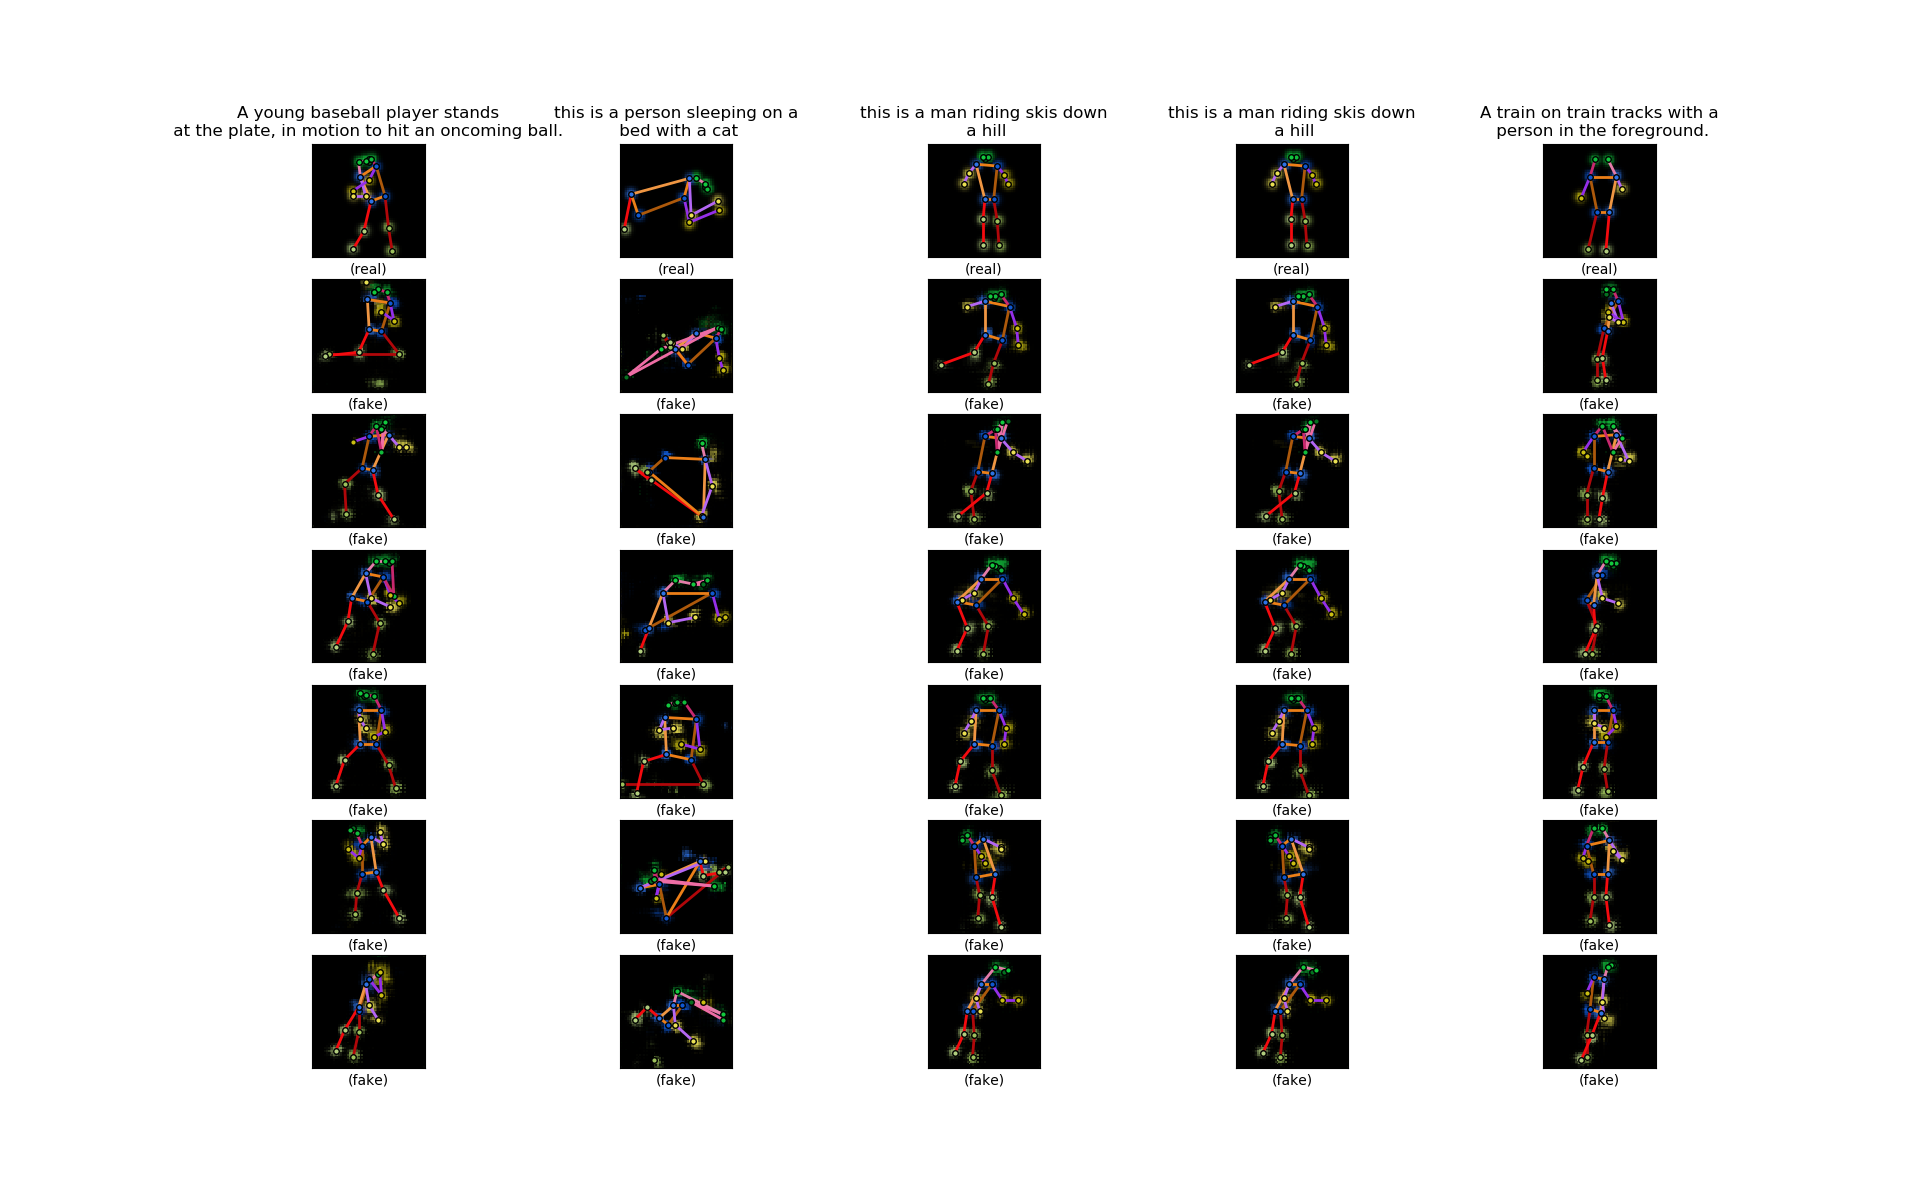 A young baseball player stands
at the plate, in motion to hit an oncoming ball.
this is a person sleeping on a
bed with a cat
this is a man riding skis down
a hill
this is a man riding skis down
a hill
A train on train tracks with a
person in the foreground.
(real) (real) (real) (real) (real)
(fake) (fake) (fake) (fake) (fake)
(fake) (fake) (fake) (fake) (fake)
(fake) (fake) (fake) (fake) (fake)
(fake) (fake) (fake) (fake) (fake)
(fake) (fake) (fake) (fake) (fake)
(fake) (fake) (fake) (fake) (fake)